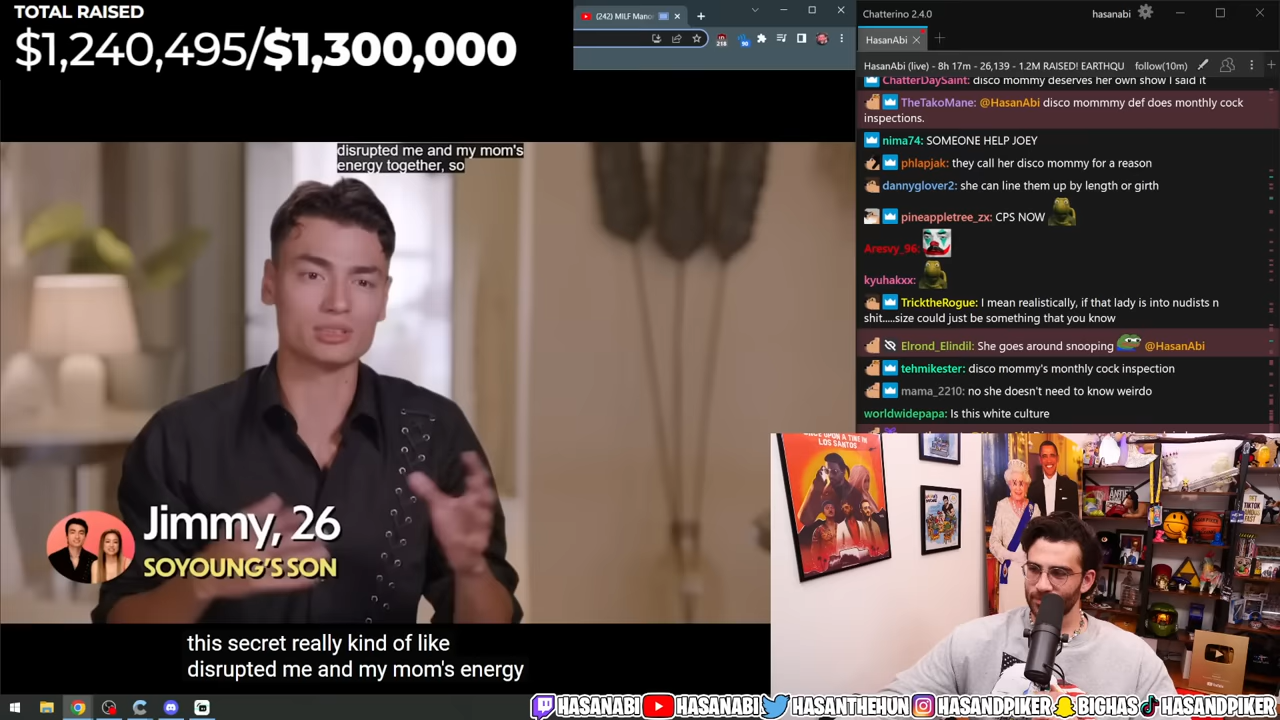 TOTAL RAISED
$1,240,495/$1,300,000
(242) MILF Mano
218
90
Chatterino 2.4.0
hasanabi
HasanAbi
HasanAbi (live) - 8h 17m - 26,139 - 1.2M RAISED! EARTHQU
follow(10m)
ChatterDaySaint: disco mommy deserves her own show I said it
TheTakoMane: @HasanAbi disco mommmy def does monthly cock
inspections.
nima74: SOMEONE HELP JOEY
phlapjak: they call her disco mommy for a reason
dannyglover2: she can line them up by length or girth
pineappletree_zx: CPS NOW
Aresvy_96:
kyuhakxx:
TricktheRogue: I mean realistically, if that lady is into nudists n
shit.....size could just be something that you know
Elrond_Elindil: She goes around snooping @HasanAbi
tehmikester: disco mommy's monthly cock inspection
mama_2210: no she doesn't need to know weirdo
worldwidepapa: Is this white culture
disrupted me and my mom's
energy together, so
Jimmy, 26
SOYOUNG'S SON
this secret really kind of like
disrupted me and my mom's energy
LOS SANTOS
HASANABI HASANABI HASANTHEHUN HASANDPIKER BIGHAS HASANDPIKER